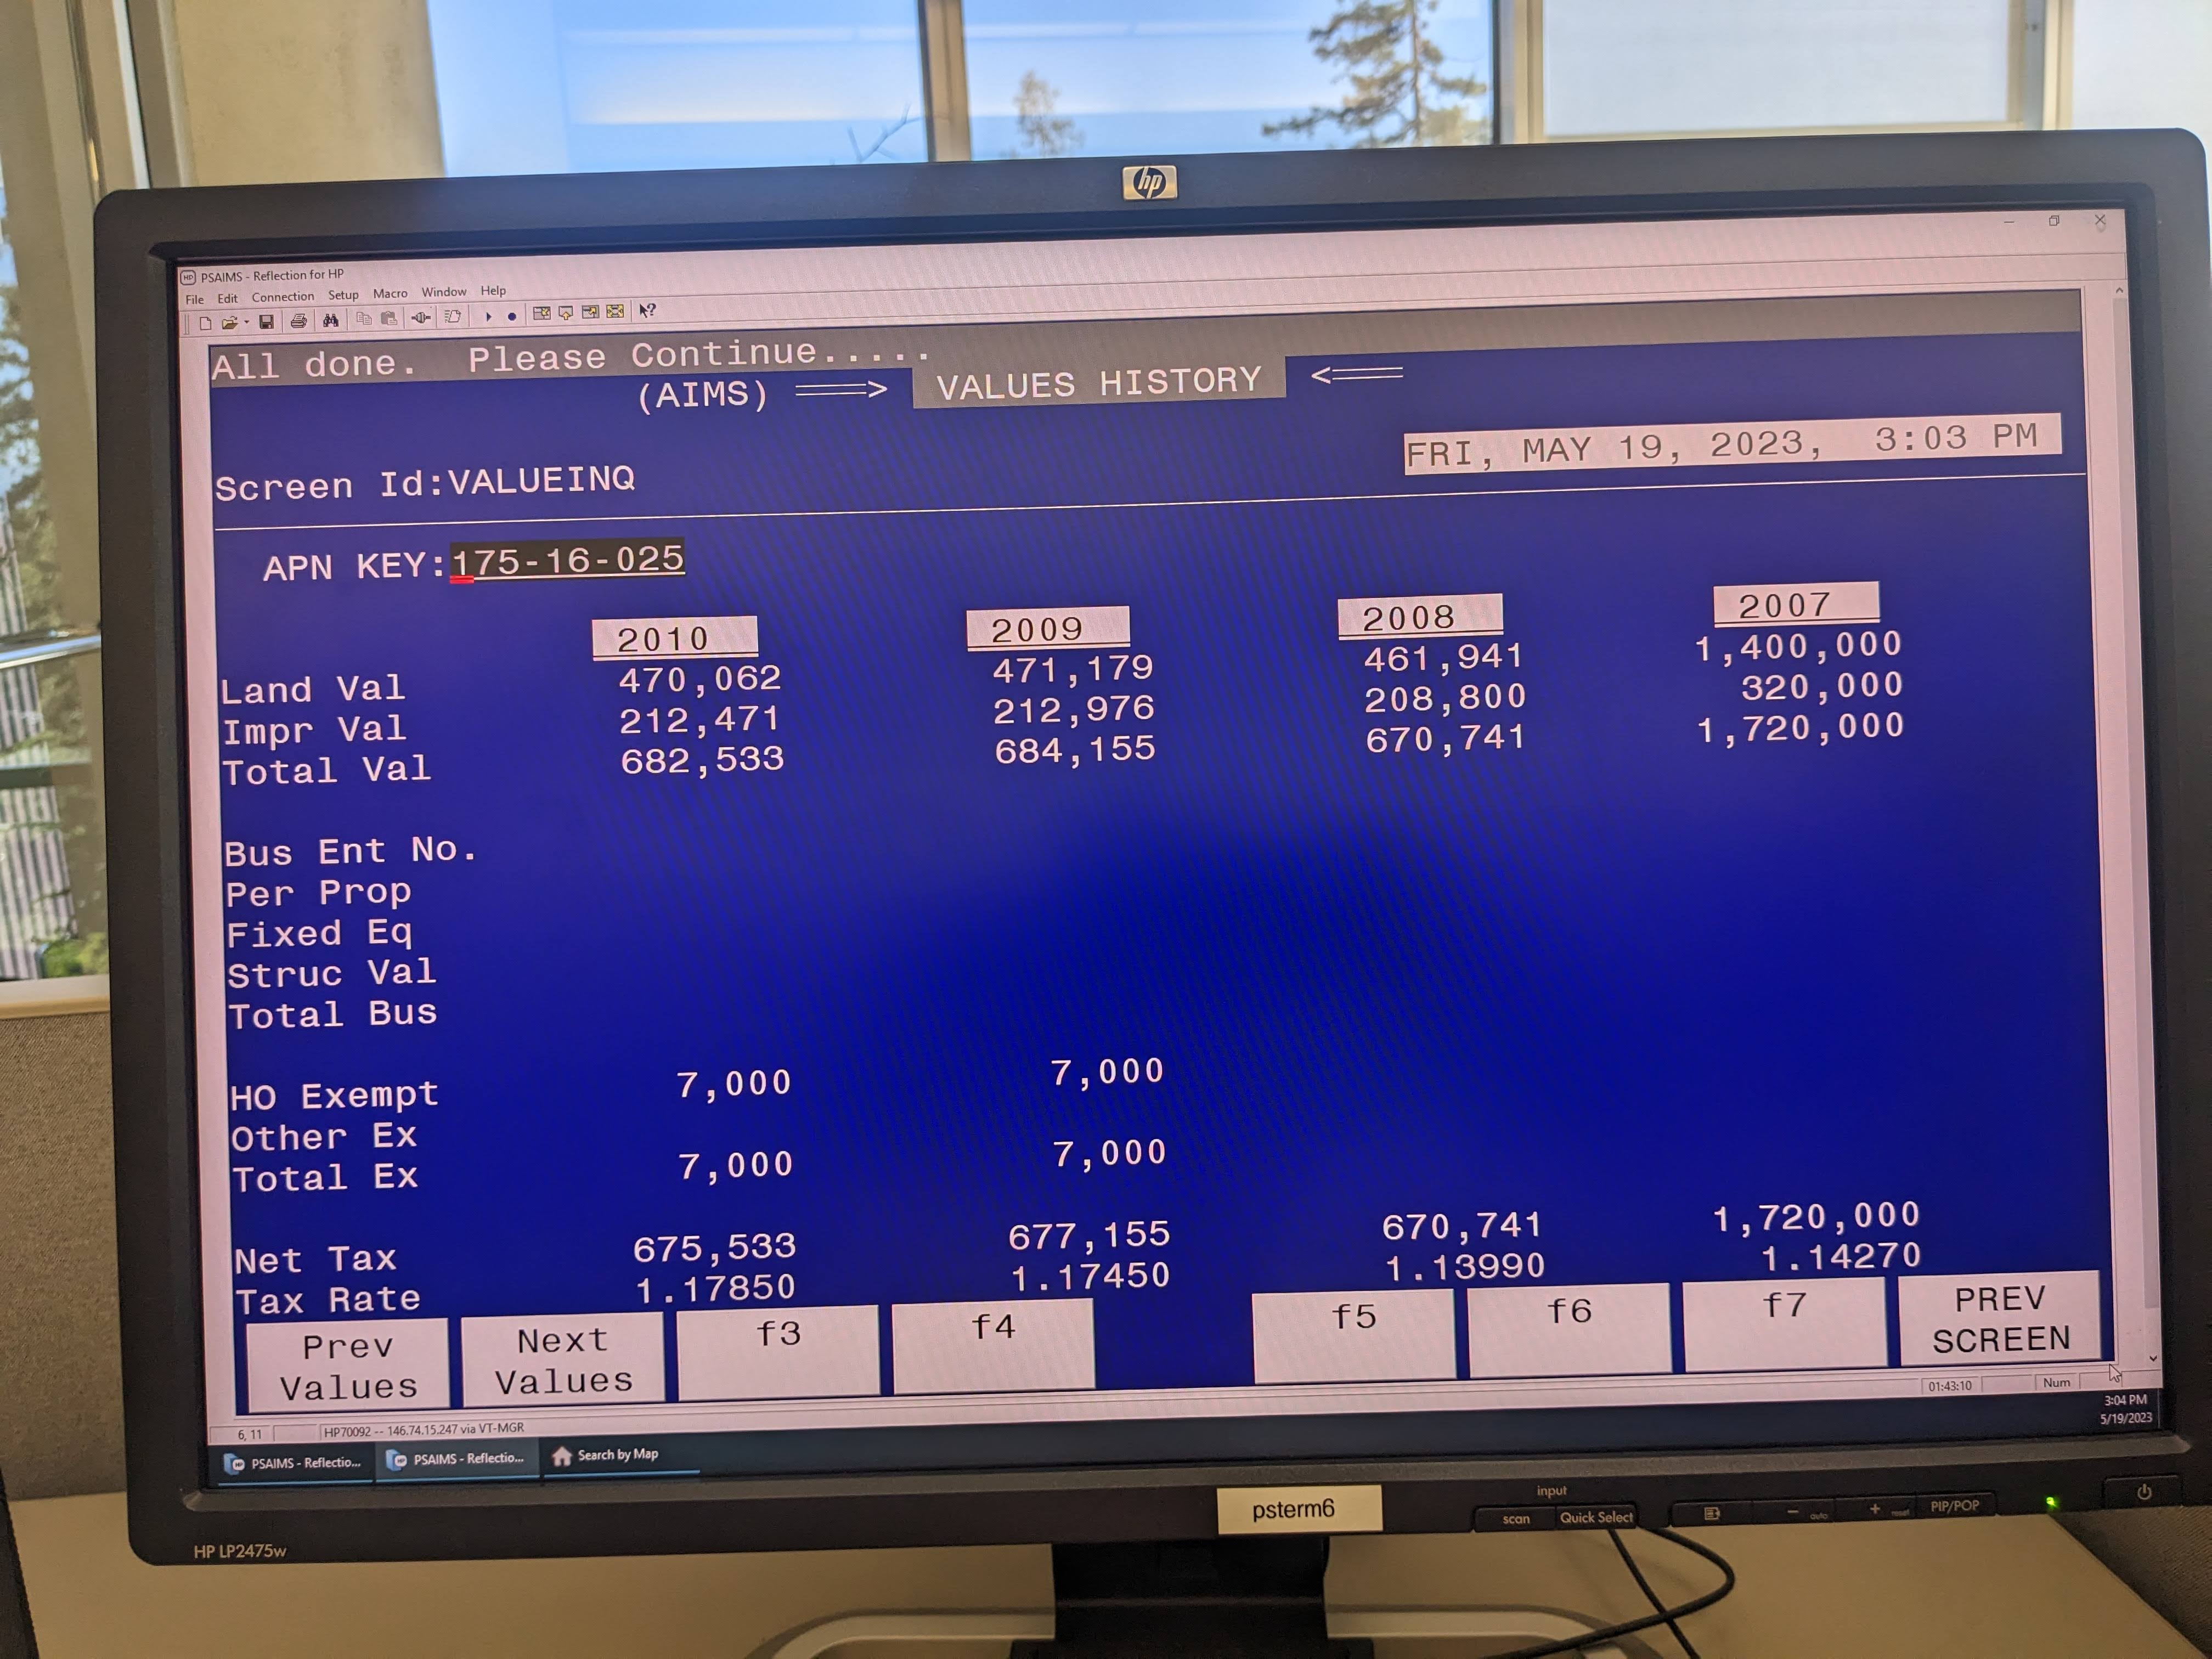 hp
PSAIMS - Reflection for HP
File Edit Connection Setup Macro Window Help
All done. Please Continue.....
(AIMS) ===> VALUES HISTORY <===
FRI, MAY 19, 2023, 3:03 PM
Screen Id:VALUEINQ
APN KEY:175-16-025
2010 2009 2008 2007
Land Val 470,062 471,179 461,941 1,400,000
Impr Val 212,471 212,976 208,800 320,000
Total Val 682,533 684,155 670,741 1,720,000
Bus Ent No.
Per Prop
Fixed Eq
Struc Val
Total Bus
HO Exempt 7,000 7,000
Other Ex
Total Ex 7,000 7,000
Net Tax 675,533 677,155 670,741 1,720,000
Tax Rate 1.17850 1.17450 1.13990 1.14270
Prev Values Next Values f3 f4 f5 f6 f7 PREV SCREEN
6, 11 HP70092 -- 146.74.15.247 via VT-MGR 01:43:10 Num
PSAIMS - Reflectio... PSAIMS - Reflectio... Search by Map
3:04 PM
5/19/2023
psterm6
input
scan Quick Select - auto + reset PIP/POP
HP LP2475w